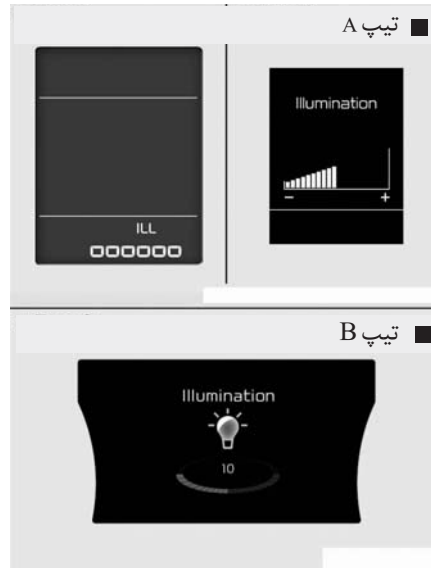 ■ تیپ A
ILL
Illumination
− +
■ تیپ B
Illumination
10